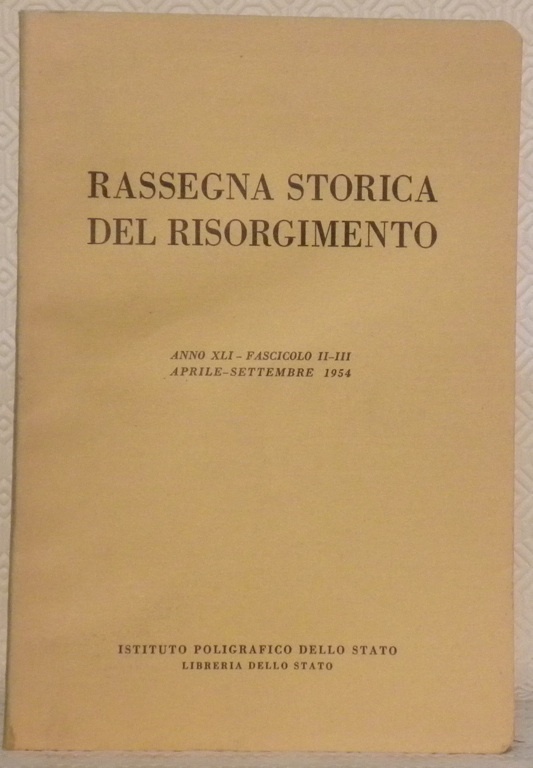 RASSEGNA STORICA
DEL RISORGIMENTO
ANNO XLI – FASCICOLO II–III
APRILE–SETTEMBRE 1954
ISTITUTO POLIGRAFICO DELLO STATO
LIBRERIA DELLO STATO